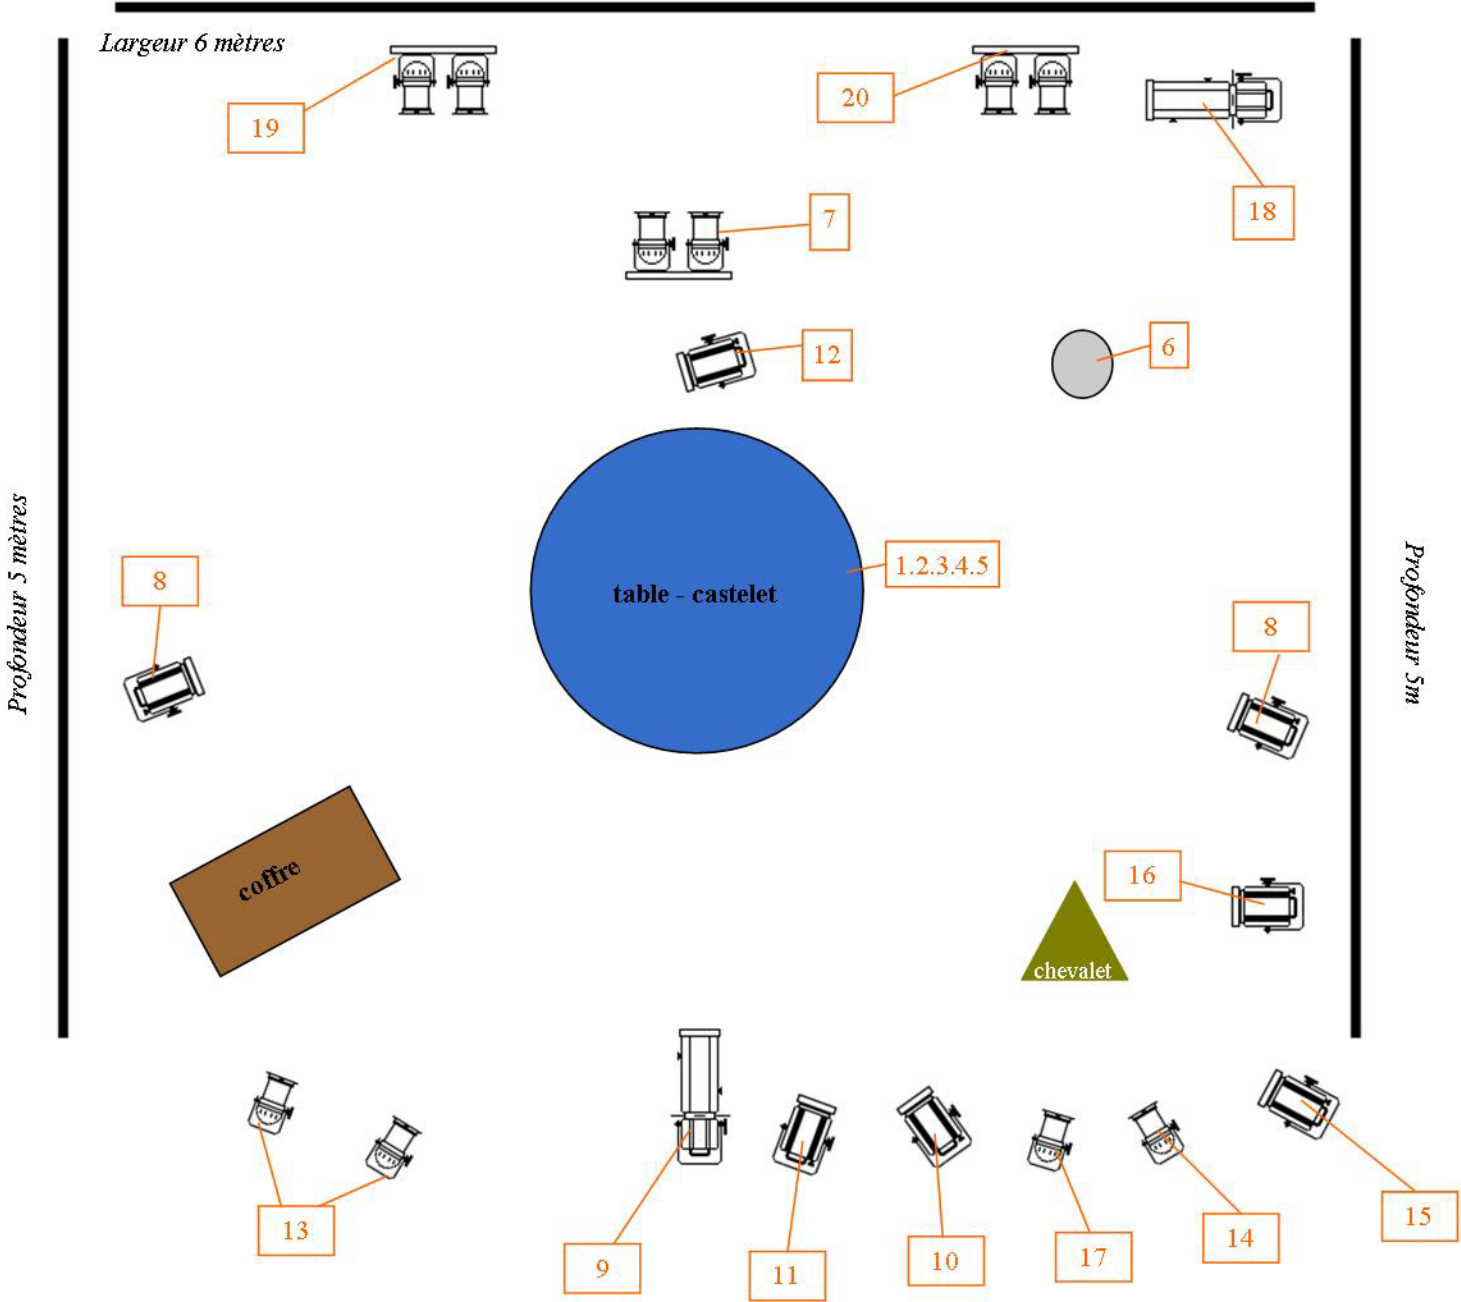 Largeur 6 mètres
19
20
18
7
12
6
Profondeur 5 mètres
1.2.3.4.5
table - castelet
Profondeur 5m
8
8
coffre
16
chevalet
13
9
11
10
17
14
15